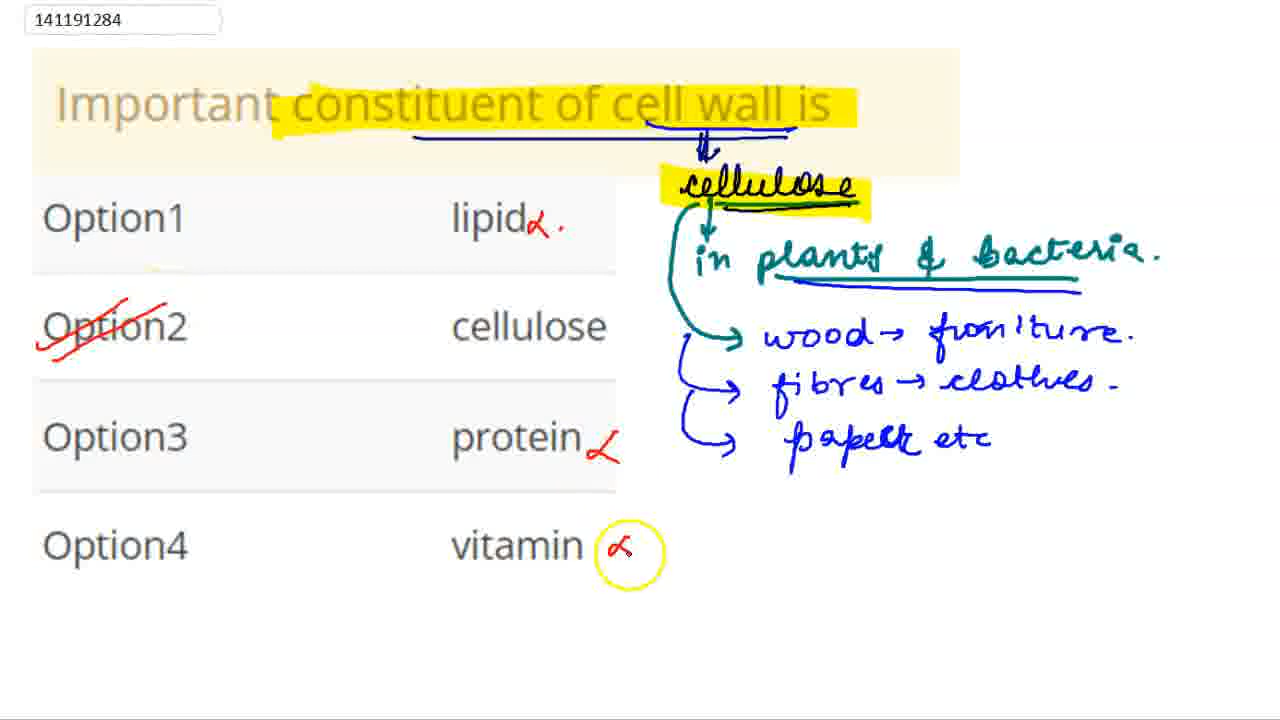 141191284
Important constituent of cell wall is
cellulose
in plants & bacteria.
Option1 lipid
Option2 cellulose
wood → furniture.
fibres → clothes.
Option3 protein
paper etc
Option4 vitamin